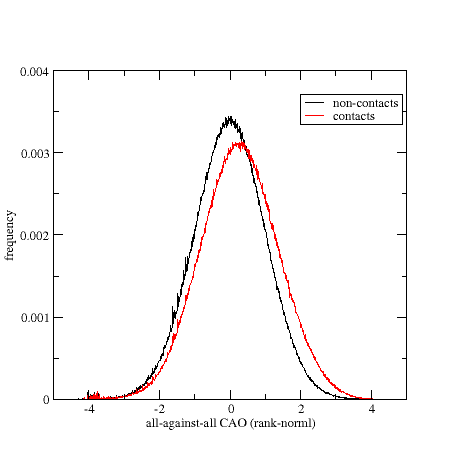 0.004
non-contacts
contacts
0.003
0.002
0.001
0
frequency
-4
-2
0
2
4
all-against-all CAO (rank-norml)